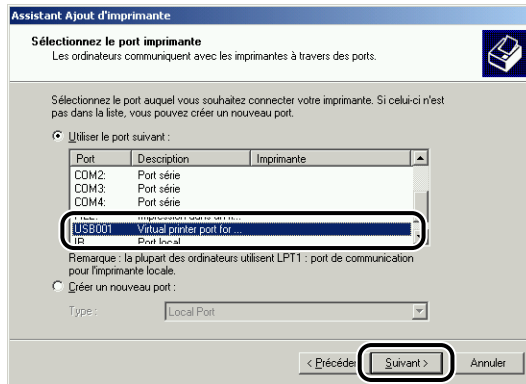 Assistant Ajout d'imprimante
Sélectionnez le port imprimante
Les ordinateurs communiquent avec les imprimantes à travers des ports.
Sélectionnez le port auquel vous souhaitez connecter votre imprimante. Si celui-ci n'est
pas dans la liste, vous pouvez créer un nouveau port.
Utiliser le port suivant :
Port Description Imprimante
COM2: Port série
COM3: Port série
COM4: Port série
USB001 Virtual printer port for ...
IR Port local
Remarque : la plupart des ordinateurs utilisent LPT1 : port de communication
pour l'imprimante locale.
Créer un nouveau port :
Type : Local Port
< Précéde Suivant > Annuler